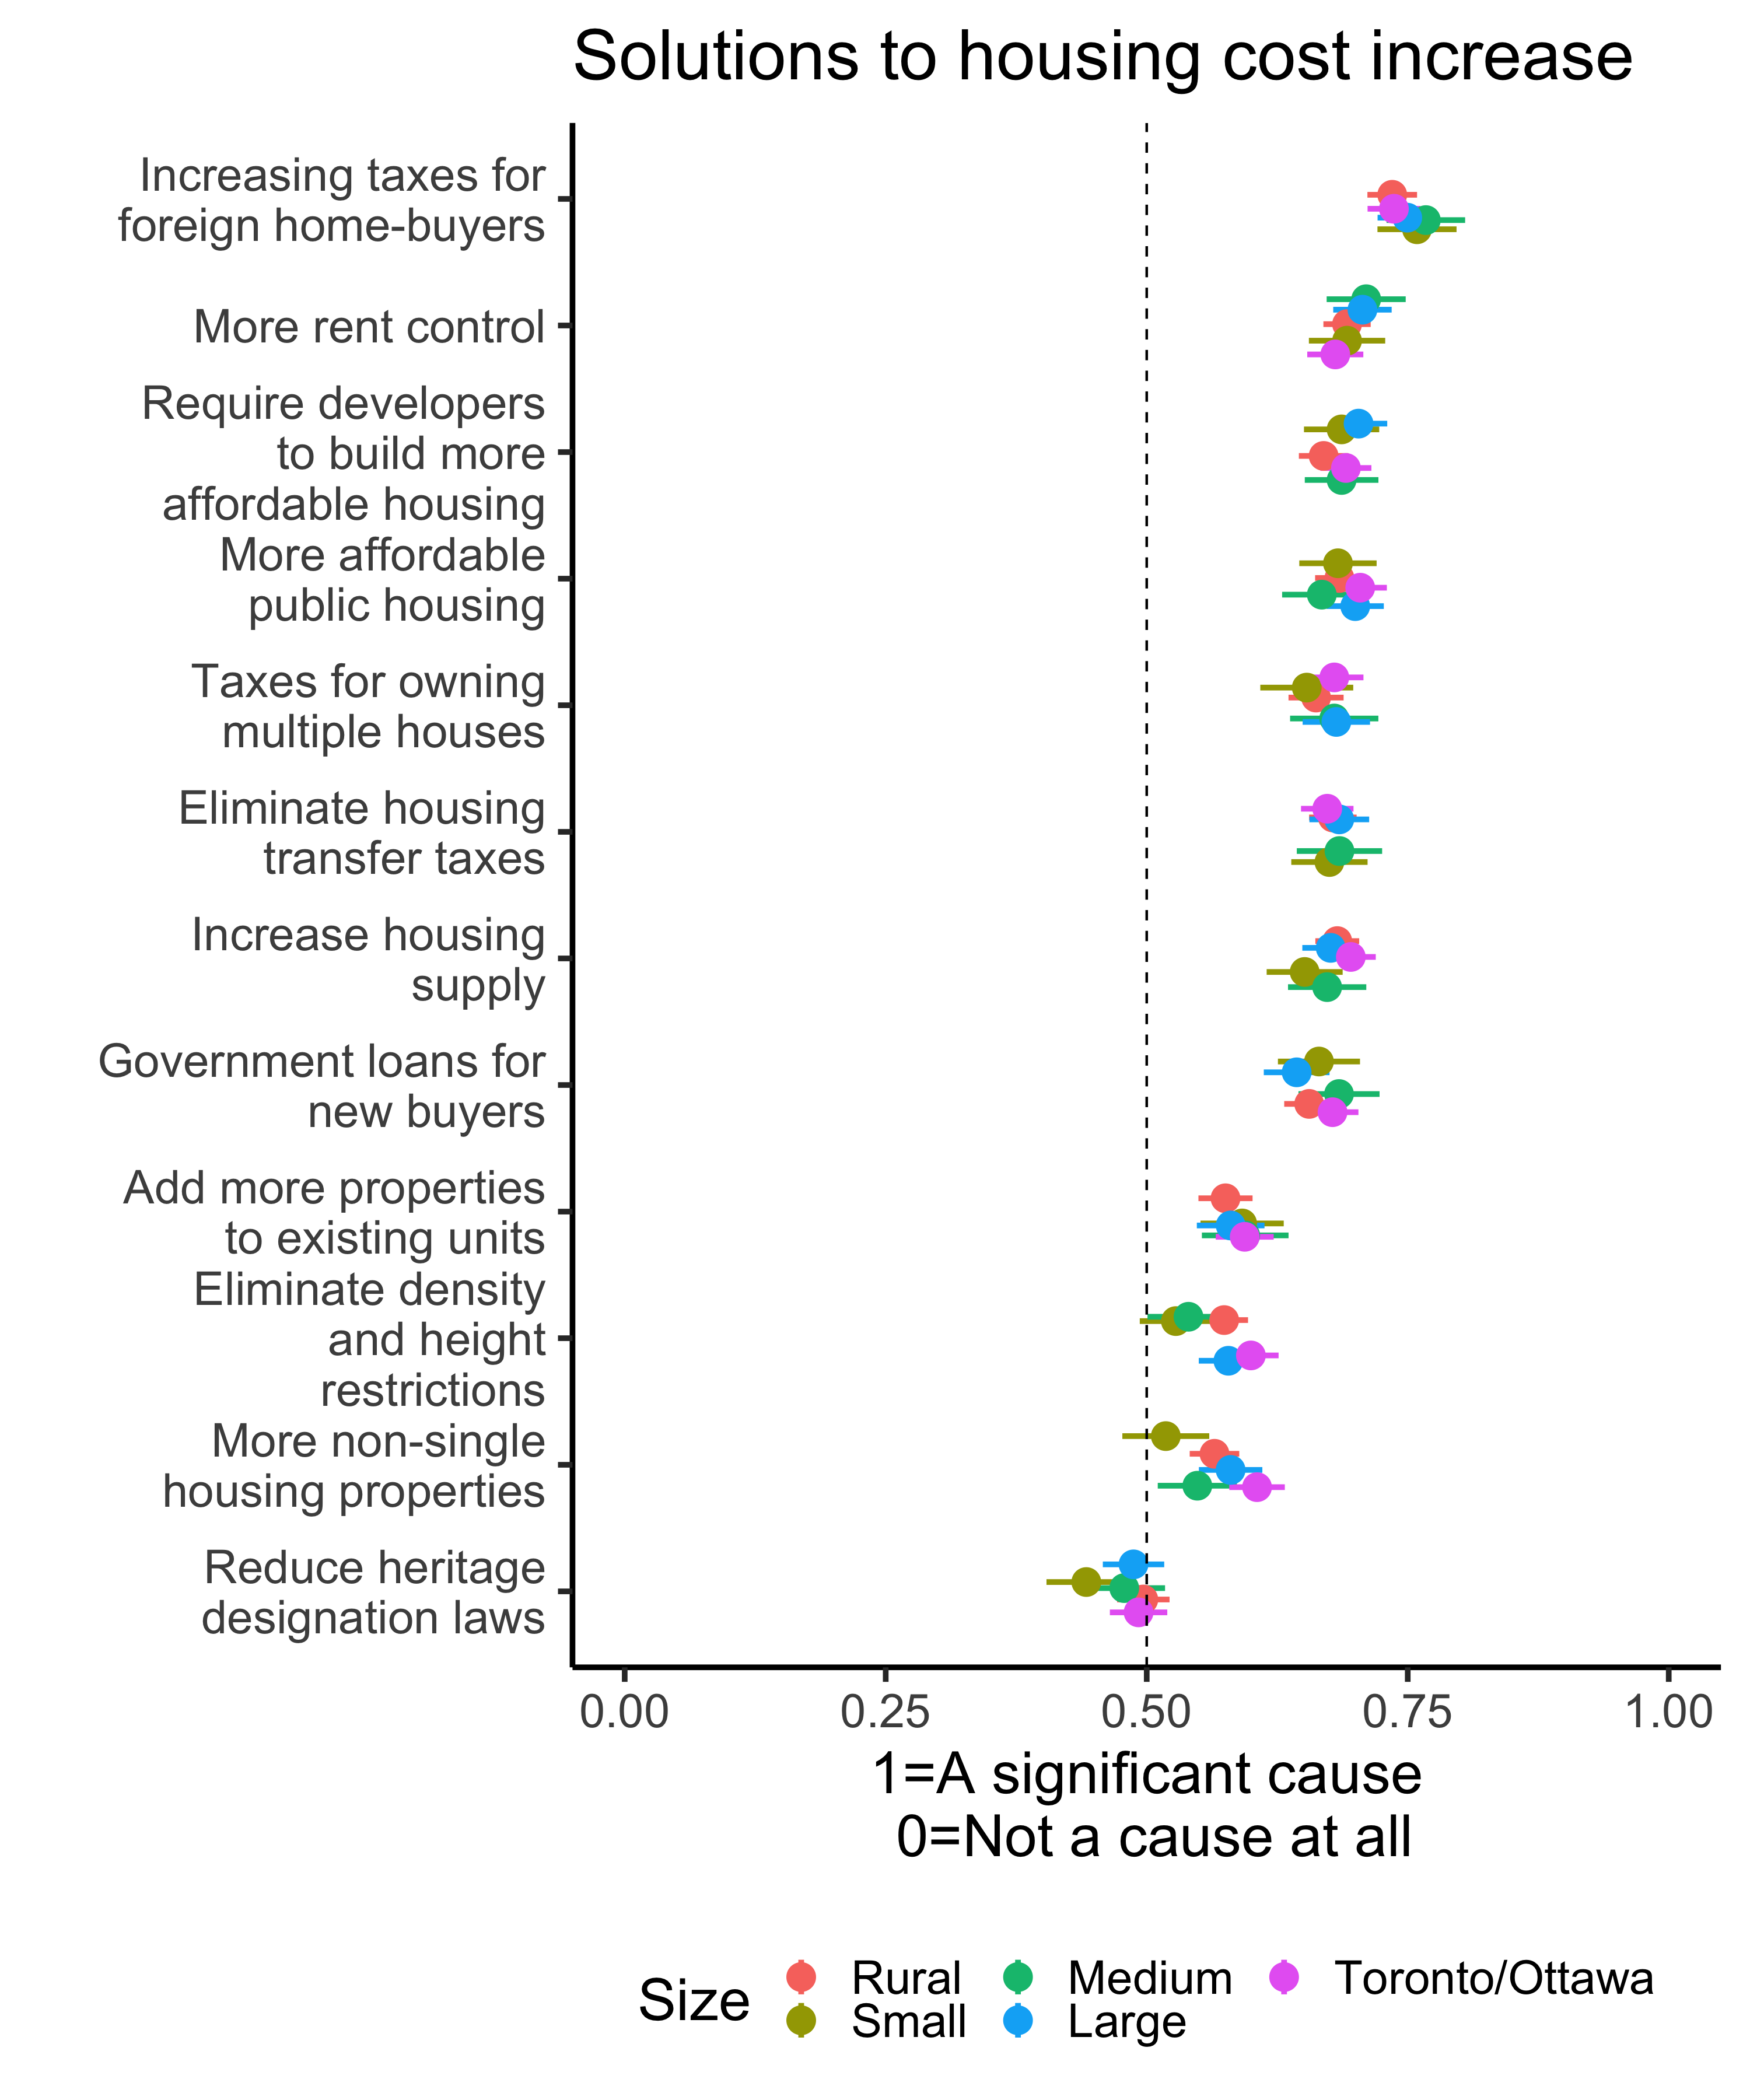 Solutions to housing cost increase
Increasing taxes for
foreign home-buyers
More rent control
Require developers
to build more
affordable housing
More affordable
public housing
Taxes for owning
multiple houses
Eliminate housing
transfer taxes
Increase housing
supply
Government loans for
new buyers
Add more properties
to existing units
Eliminate density
and height
restrictions
More non-single
housing properties
Reduce heritage
designation laws
0.00 0.25 0.50 0.75 1.00
1=A significant cause
0=Not a cause at all
Size
Rural Medium Toronto/Ottawa
Small Large